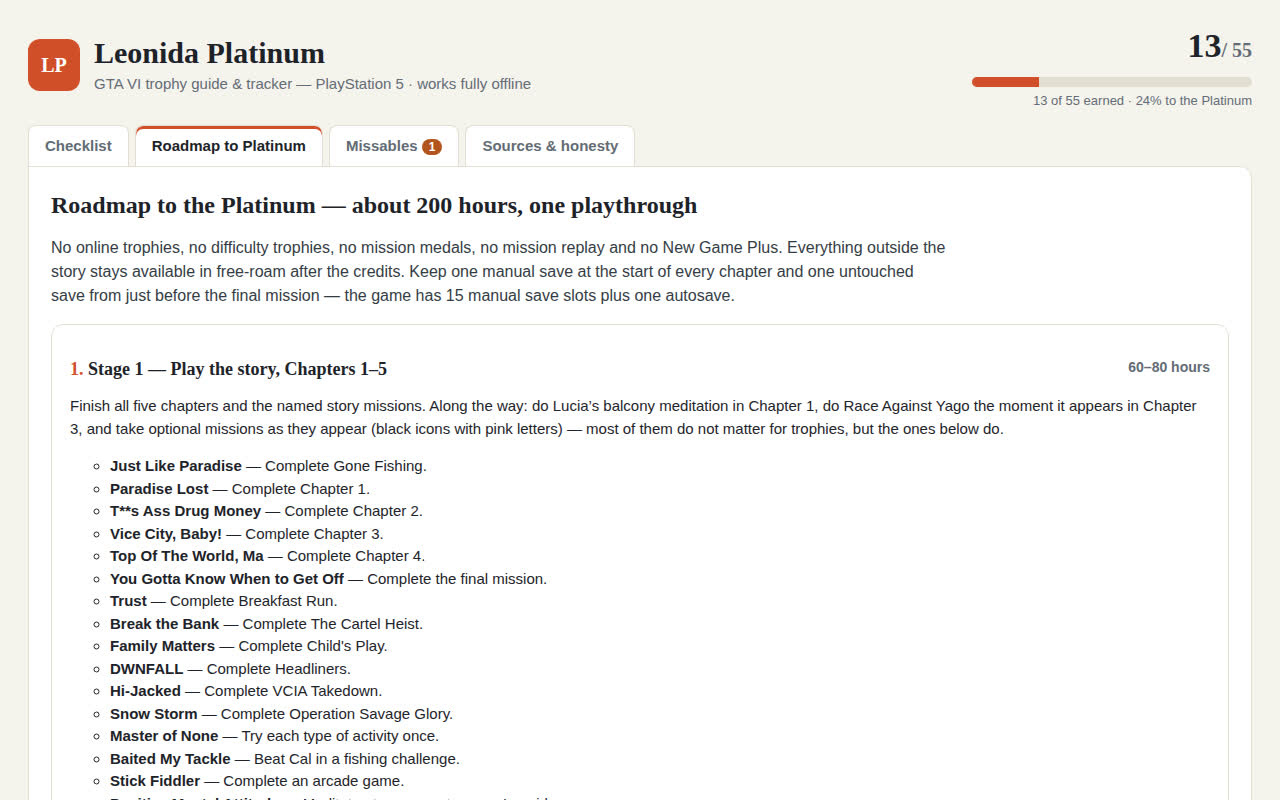 LP
Leonida Platinum
GTA VI trophy guide & tracker — PlayStation 5 · works fully offline
13/ 55
13 of 55 earned · 24% to the Platinum
Checklist
Roadmap to Platinum
Missables 1
Sources & honesty
Roadmap to the Platinum — about 200 hours, one playthrough
No online trophies, no difficulty trophies, no mission medals, no mission replay and no New Game Plus. Everything outside the
story stays available in free-roam after the credits. Keep one manual save at the start of every chapter and one untouched
save from just before the final mission — the game has 15 manual save slots plus one autosave.
1. Stage 1 — Play the story, Chapters 1–5
60–80 hours
Finish all five chapters and the named story missions. Along the way: do Lucia’s balcony meditation in Chapter 1, do Race Against Yago the moment it appears in Chapter
3, and take optional missions as they appear (black icons with pink letters) — most of them do not matter for trophies, but the ones below do.
Just Like Paradise — Complete Gone Fishing.
Paradise Lost — Complete Chapter 1.
T**s Ass Drug Money — Complete Chapter 2.
Vice City, Baby! — Complete Chapter 3.
Top Of The World, Ma — Complete Chapter 4.
You Gotta Know When to Get Off — Complete the final mission.
Trust — Complete Breakfast Run.
Break the Bank — Complete The Cartel Heist.
Family Matters — Complete Child's Play.
DWNFALL — Complete Headliners.
Hi-Jacked — Complete VCIA Takedown.
Snow Storm — Complete Operation Savage Glory.
Master of None — Try each type of activity once.
Baited My Tackle — Beat Cal in a fishing challenge.
Stick Fiddler — Complete an arcade game.